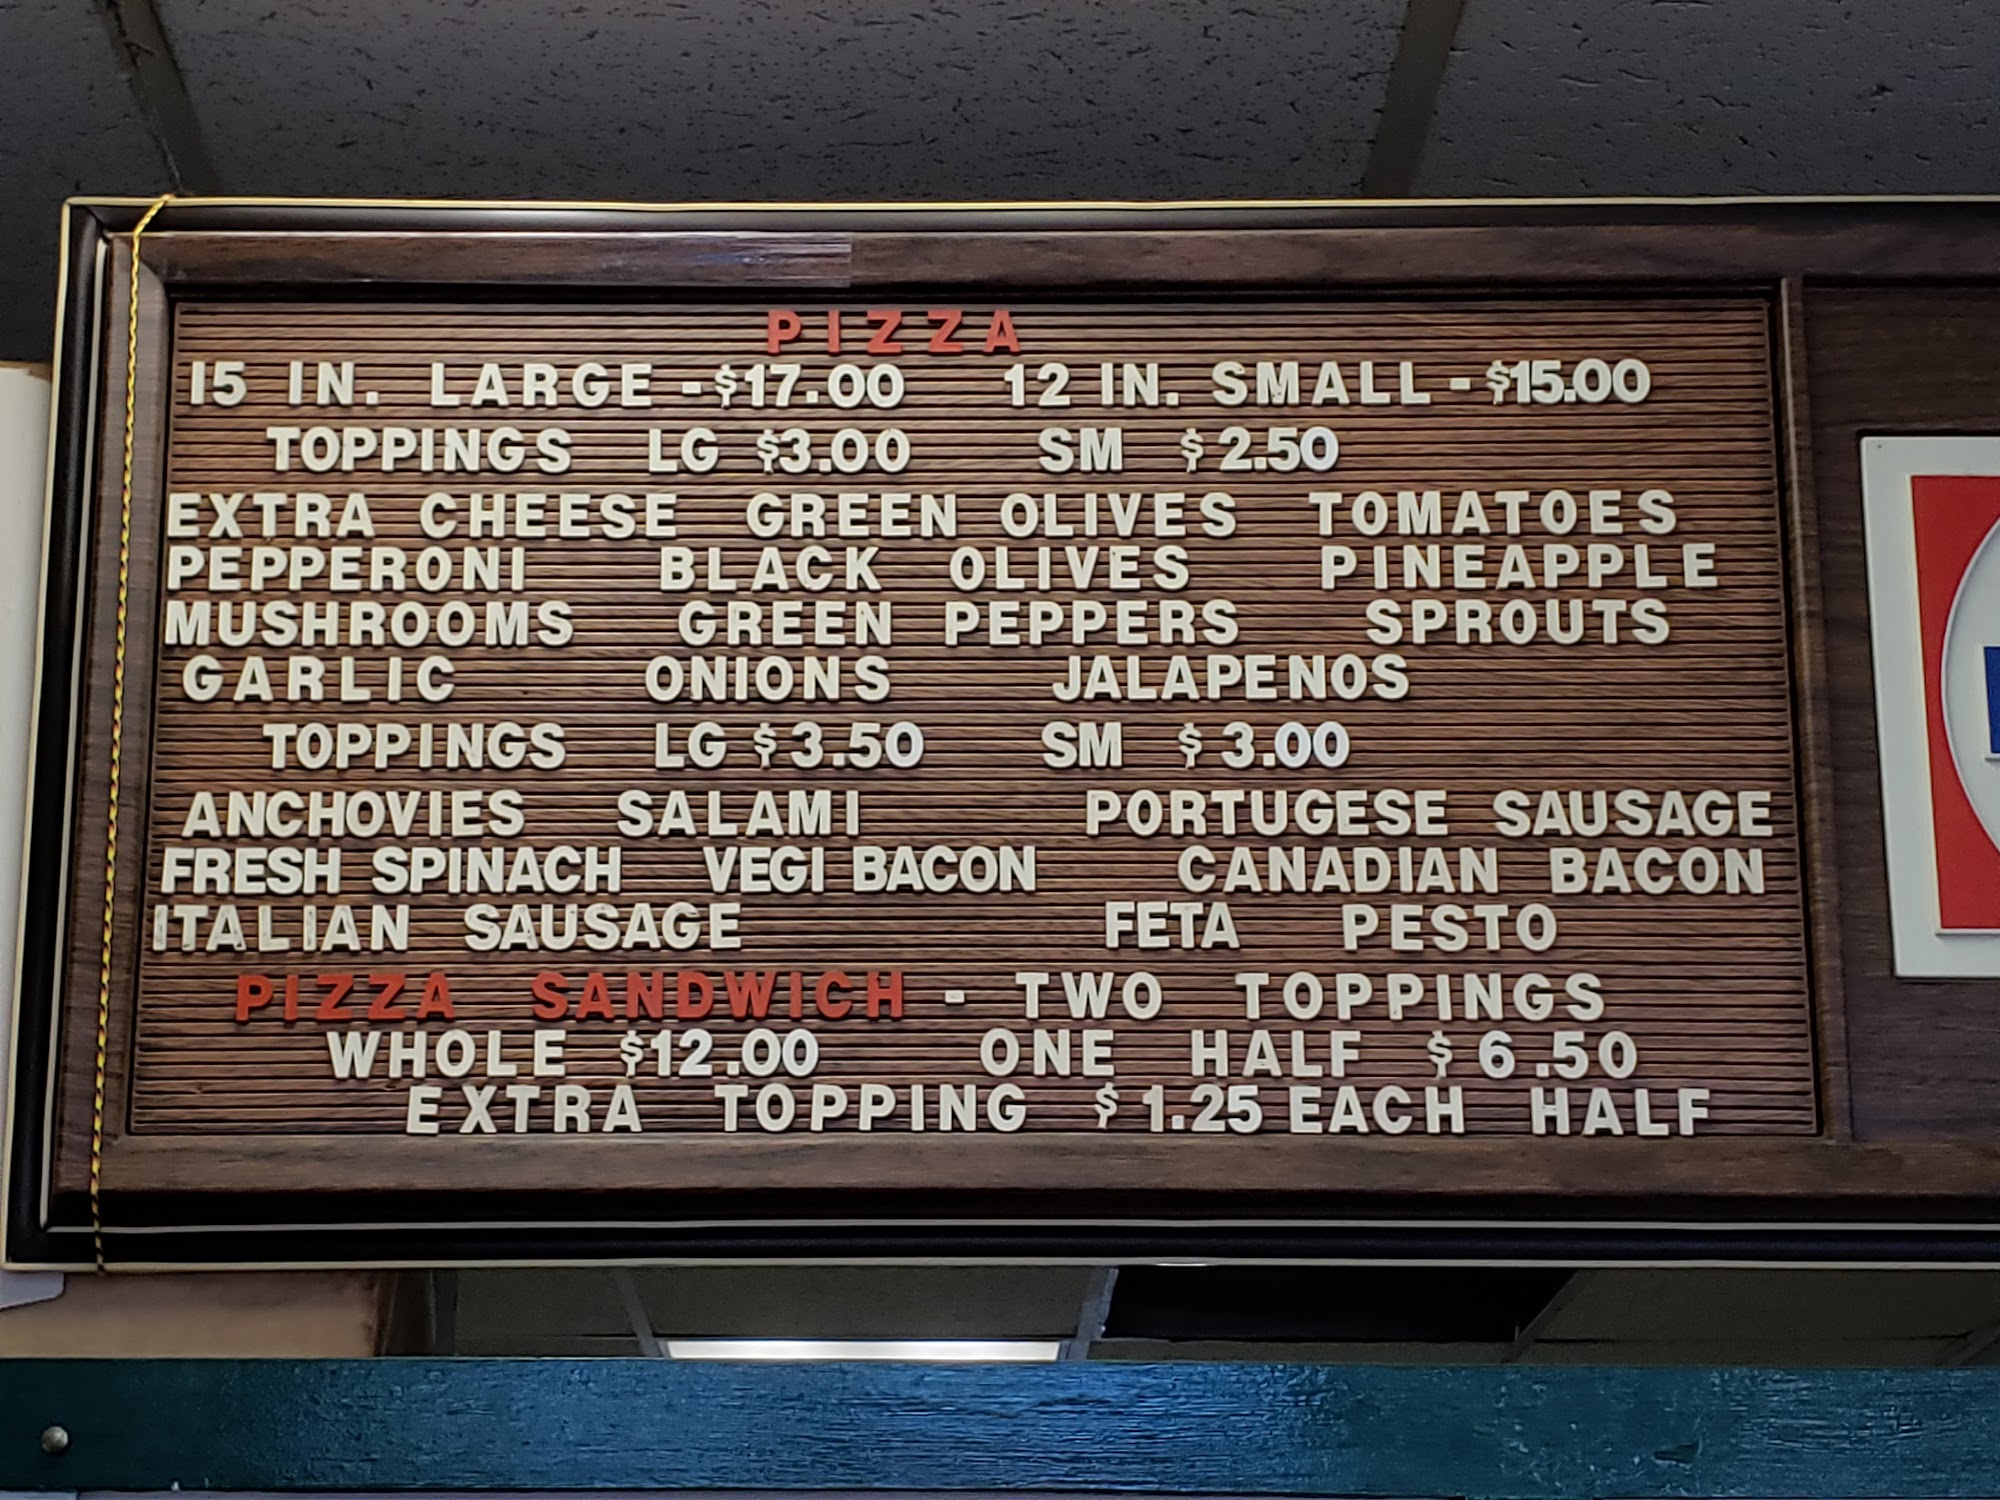 PIZZA
15 IN. LARGE - $17.00 12 IN. SMALL - $15.00
TOPPINGS LG $3.00 SM $2.50
EXTRA CHEESE GREEN OLIVES TOMATOES
PEPPERONI BLACK OLIVES PINEAPPLE
MUSHROOMS GREEN PEPPERS SPROUTS
GARLIC ONIONS JALAPENOS
TOPPINGS LG $3.50 SM $3.00
ANCHOVIES SALAMI PORTUGESE SAUSAGE
FRESH SPINACH VEGI BACON CANADIAN BACON
ITALIAN SAUSAGE FETA PESTO
PIZZA SANDWICH - TWO TOPPINGS
WHOLE $12.00 ONE HALF $6.50
EXTRA TOPPING $1.25 EACH HALF